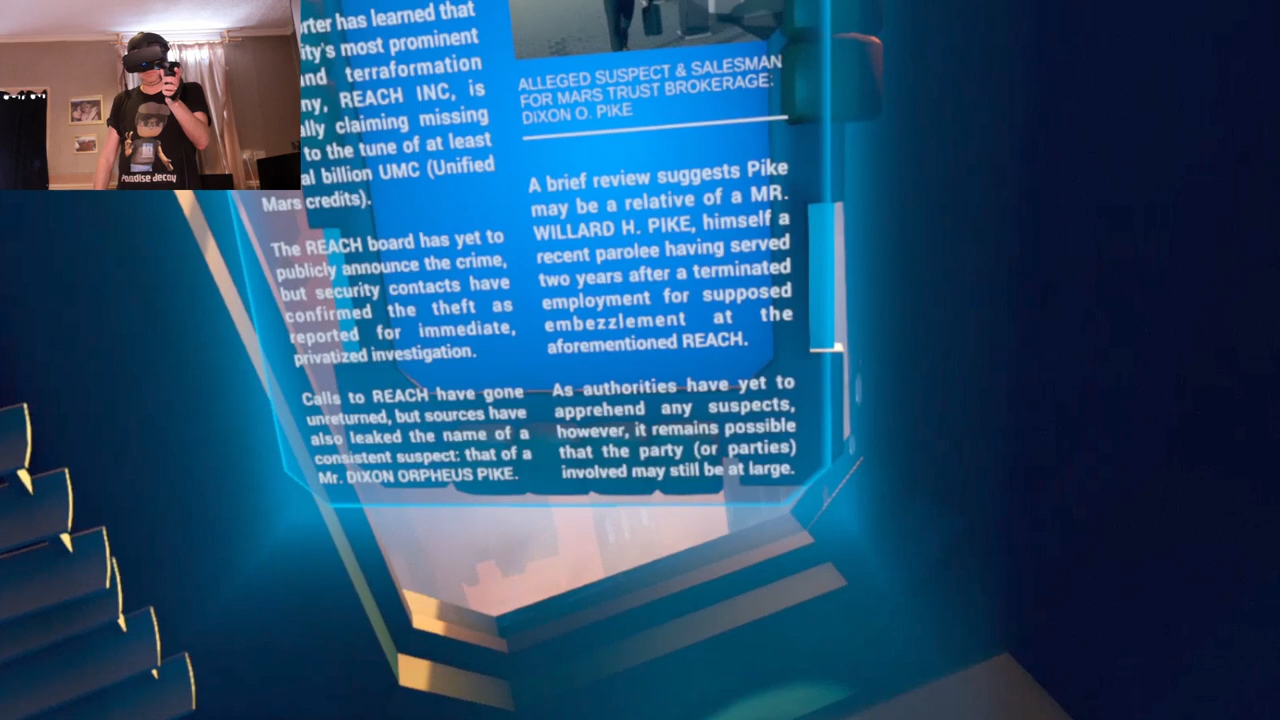 Paradise decoy
rter has learned that
ity's most prominent
nd terraformation
ny, REACH INC, is
ally claiming missing
to the tune of at least
al billion UMC (Unified
Mars credits).
The REACH board has yet to
publicly announce the crime,
but security contacts have
confirmed the theft as
reported for immediate,
privatized investigation.
Calls to REACH have gone
unreturned, but sources have
also leaked the name of a
consistent suspect: that of a
Mr. DIXON ORPHEUS PIKE.
ALLEGED SUSPECT & SALESMAN
FOR MARS TRUST BROKERAGE:
DIXON O. PIKE
A brief review suggests Pike
may be a relative of a MR.
WILLARD H. PIKE, himself a
recent parolee having served
two years after a terminated
employment for supposed
embezzlement at the
aforementioned REACH.
As authorities have yet to
apprehend any suspects,
however, it remains possible
that the party (or parties)
involved may still be at large.